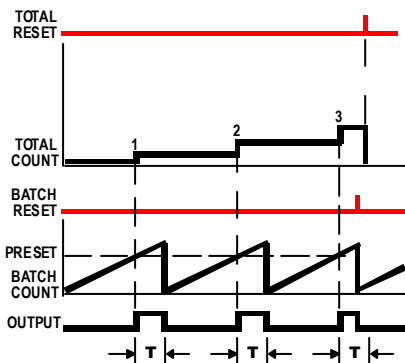 TOTAL
RESET
1
2
3
TOTAL
COUNT
BATCH
RESET
PRESET
BATCH
COUNT
OUTPUT
T
T
T